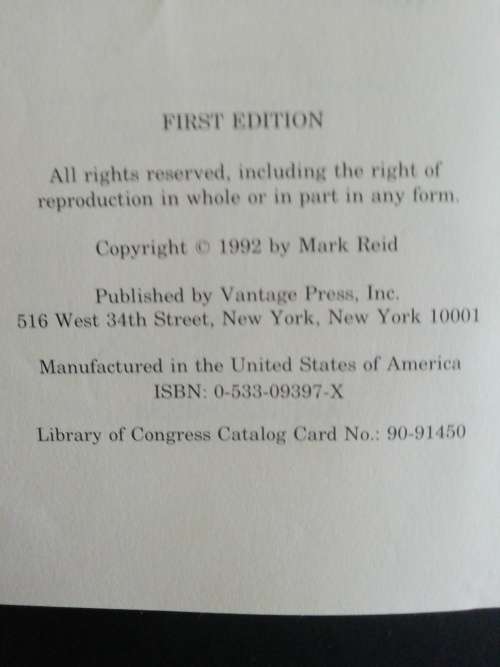 FIRST EDITION
All rights reserved, including the right of
reproduction in whole or in part in any form.
Copyright © 1992 by Mark Reid
Published by Vantage Press, Inc.
516 West 34th Street, New York, New York 10001
Manufactured in the United States of America
ISBN: 0-533-09397-X
Library of Congress Catalog Card No.: 90-91450